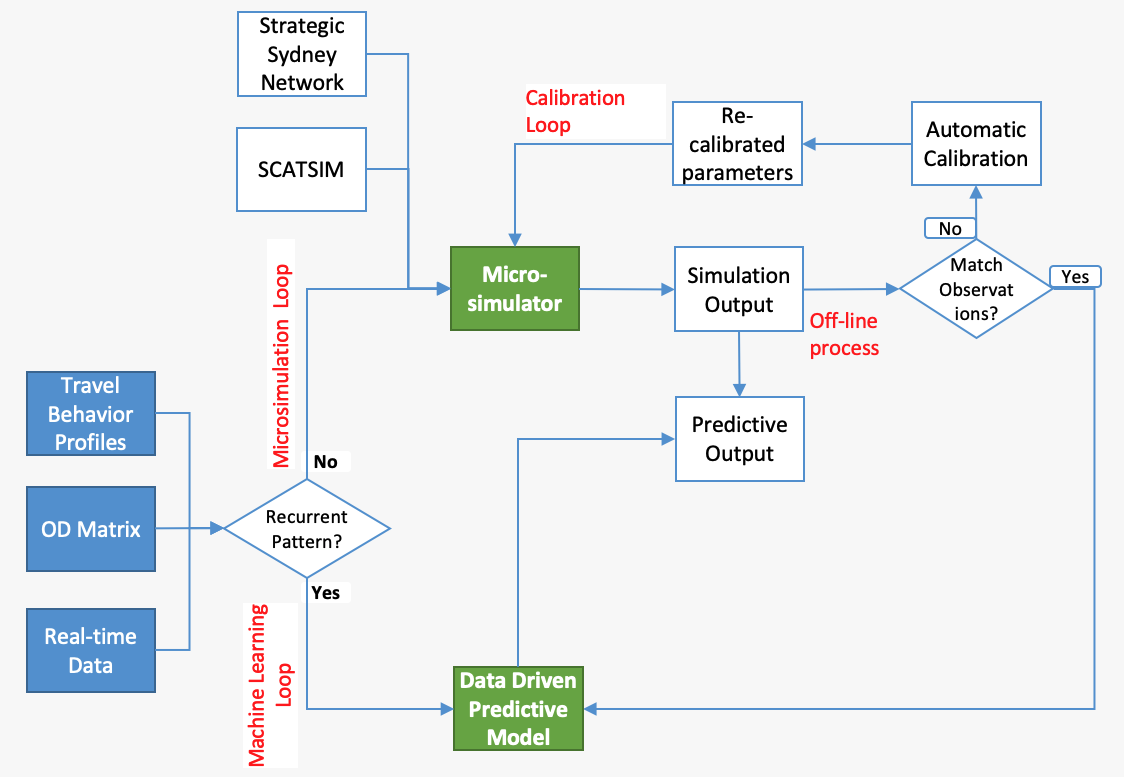 Strategic
Sydney
Network
SCATSIM
Calibration
Loop
Re-
calibrated
parameters
Automatic
Calibration
No
Yes
Match
Observat
ions?
Micro-
simulator
Simulation
Output
Off-line
process
Predictive
Output
Microsimulation Loop
Travel
Behavior
Profiles
OD Matrix
Real-time
Data
No
Recurrent
Pattern?
Yes
Machine Learning
Loop
Data Driven
Predictive
Model